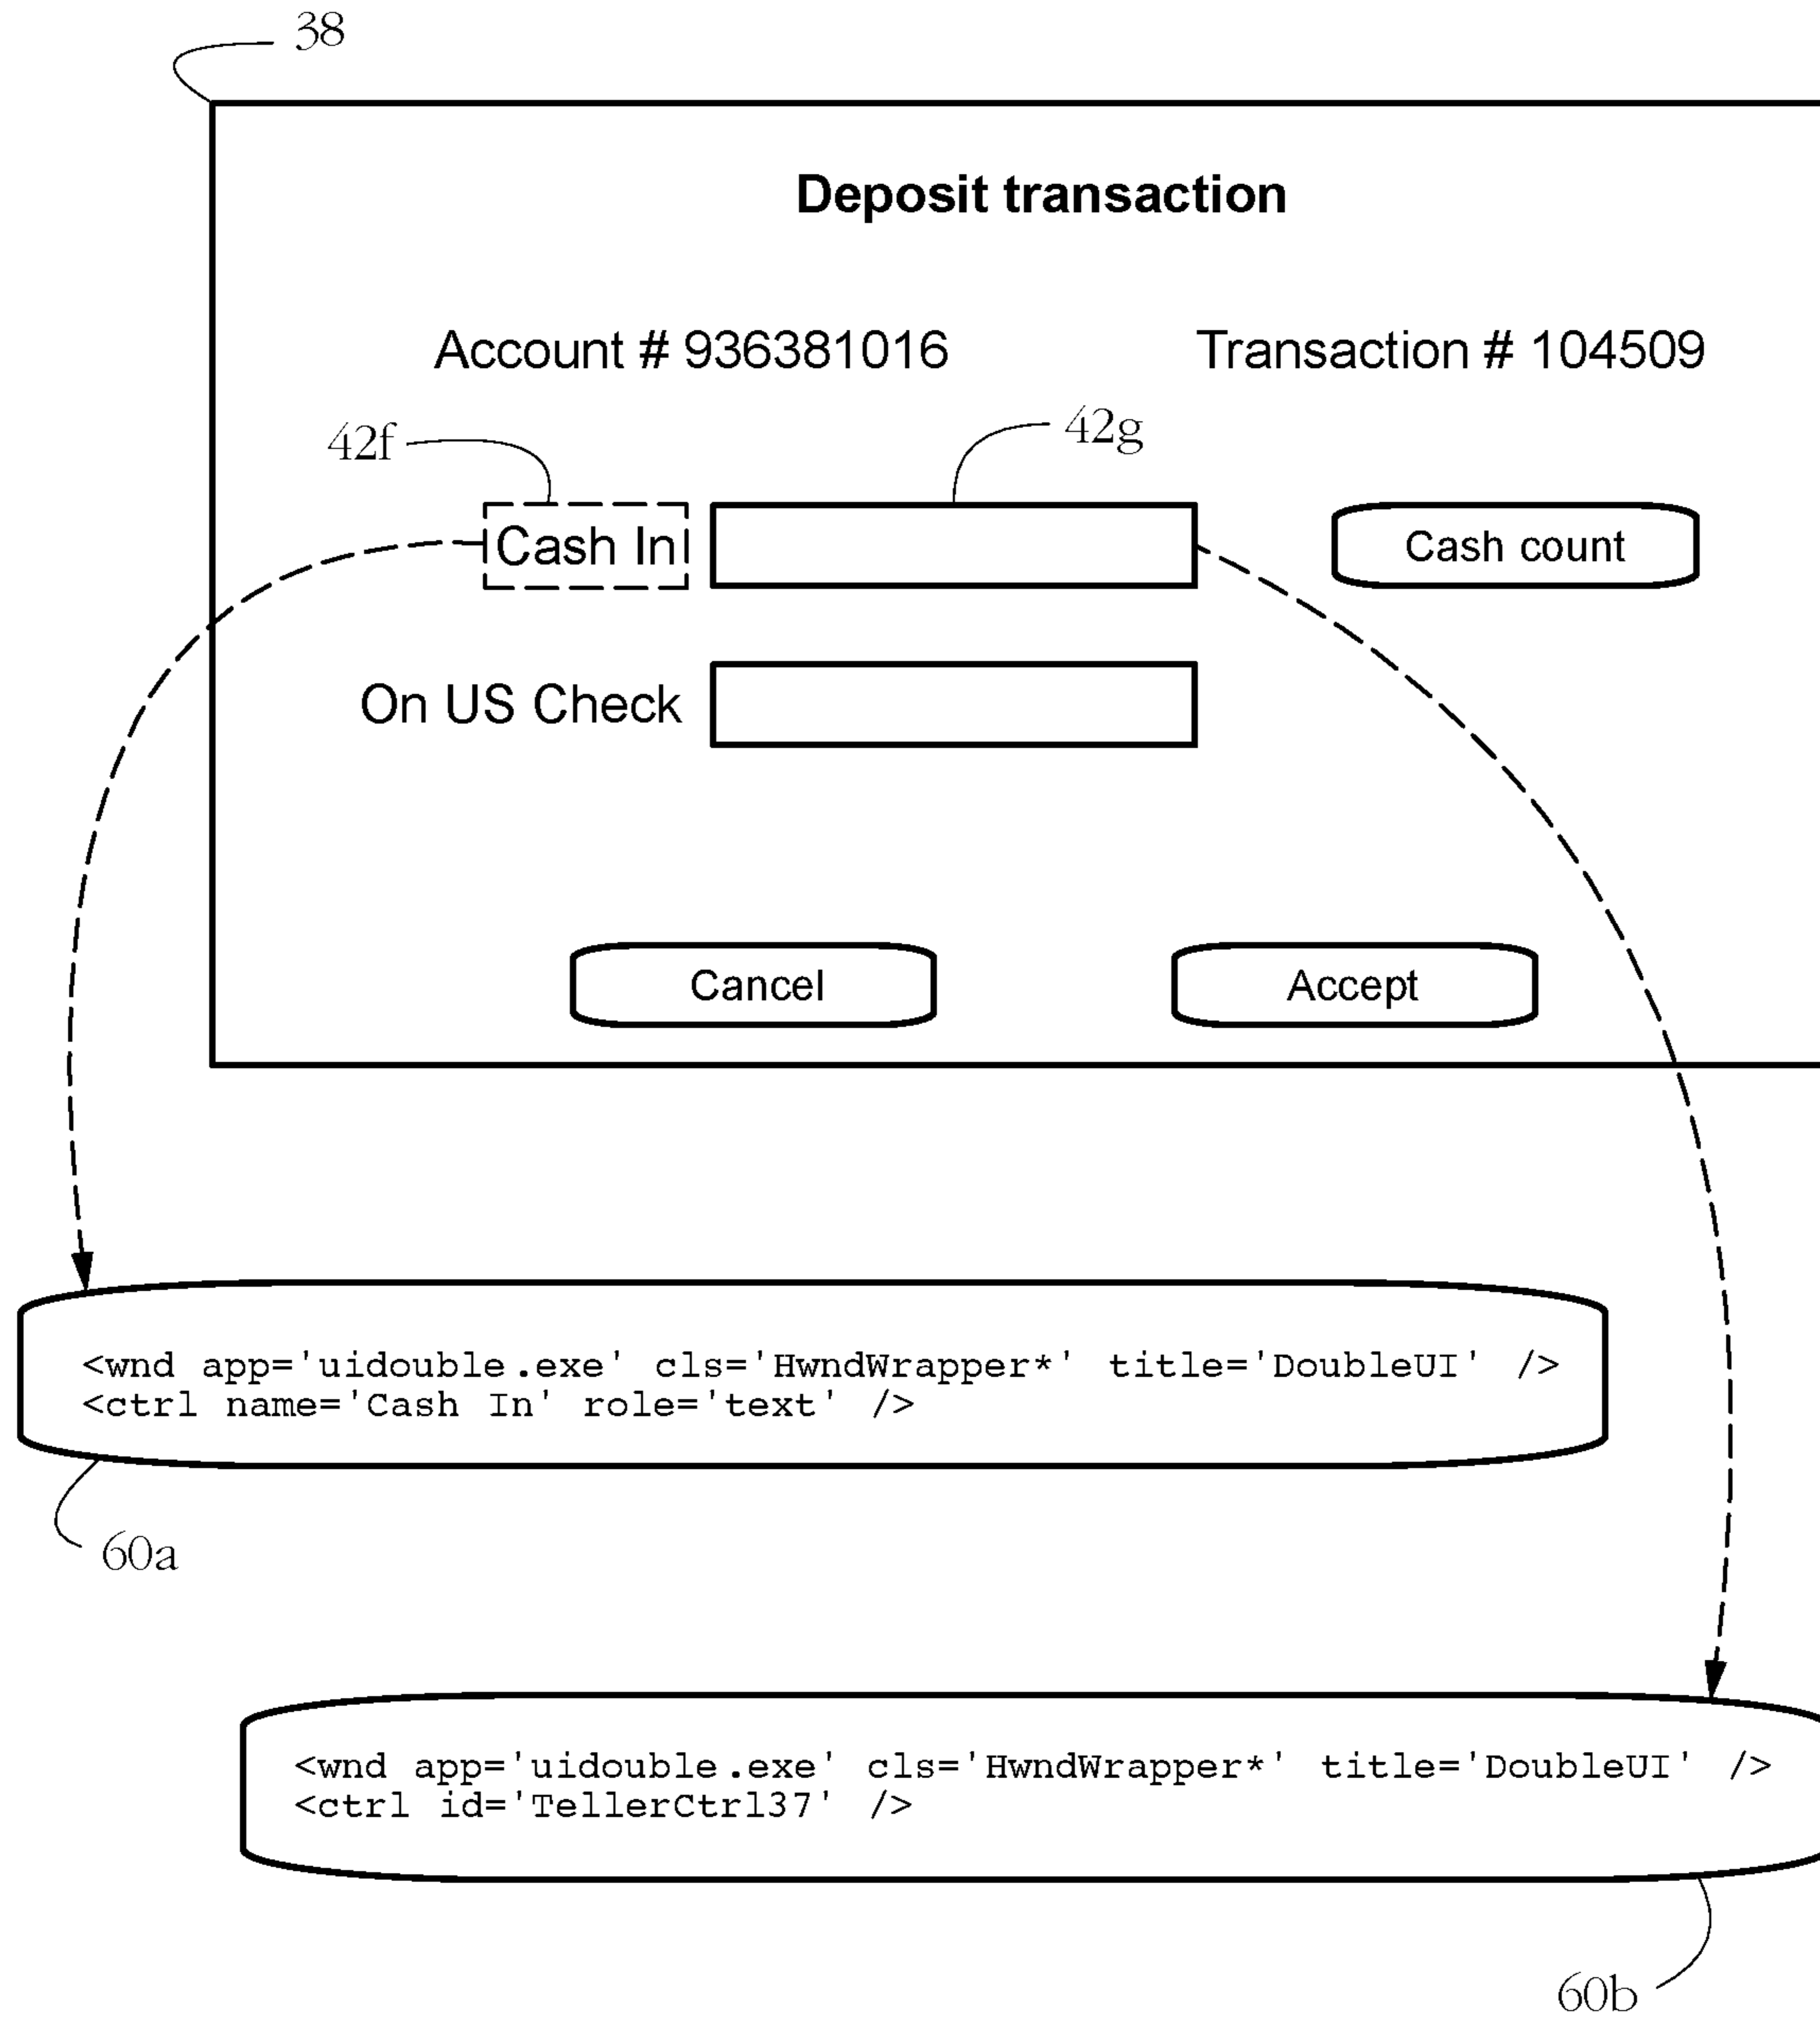 38
Deposit transaction
Account # 936381016 Transaction # 104509
42f 42g
Cash In Cash count
On US Check
Cancel Accept
<wnd app='uidouble.exe' cls='HwndWrapper*' title='DoubleUI' />
<ctrl name='Cash In' role='text' />
60a
<wnd app='uidouble.exe' cls='HwndWrapper*' title='DoubleUI' />
<ctrl id='TellerCtrl37' />
60b